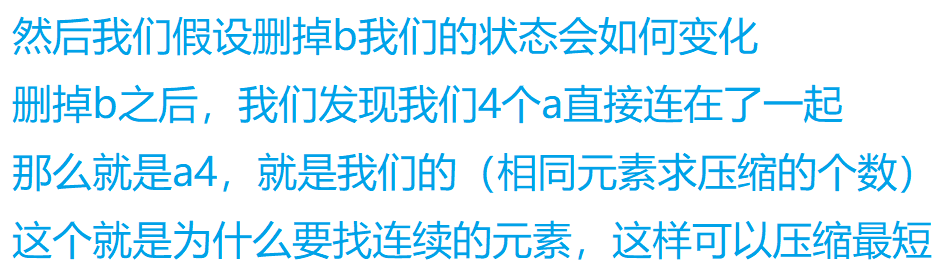 然后我们假设删掉b我们的状态会如何变化
删掉b之后，我们发现我们4个a直接连在了一起
那么就是a4，就是我们的（相同元素求压缩的个数）
这个就是为什么要找连续的元素，这样可以压缩最短